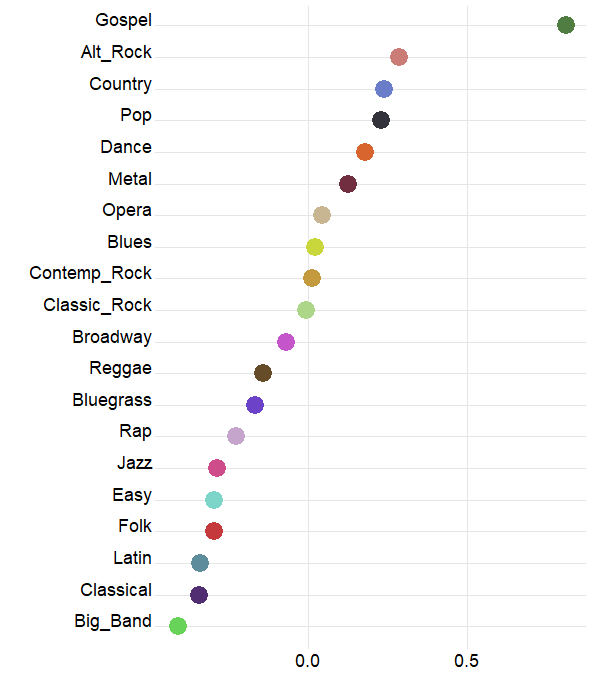 Gospel
Alt_Rock
Country
Pop
Dance
Metal
Opera
Blues
Contemp_Rock
Classic_Rock
Broadway
Reggae
Bluegrass
Rap
Jazz
Easy
Folk
Latin
Classical
Big_Band
0.0 0.5